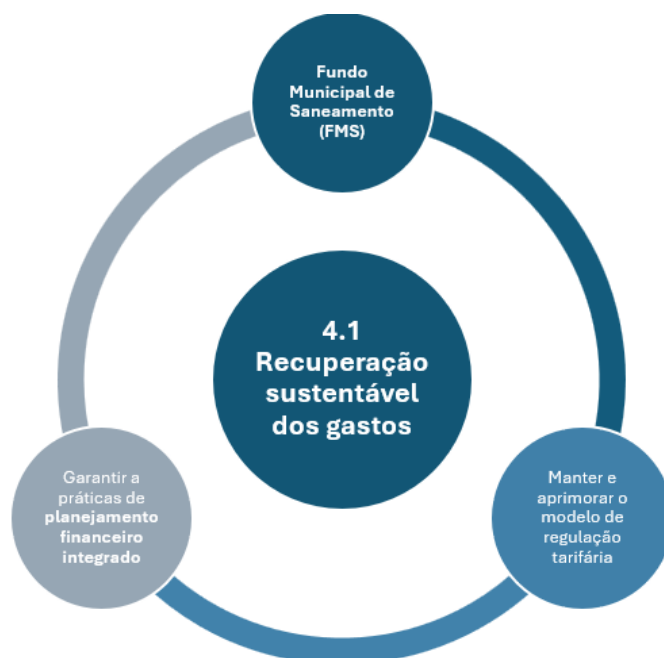 Fundo
Municipal de
Saneamento
(FMS)
4.1
Recuperação
sustentável
dos gastos
Garantir a
práticas de
planejamento
financeiro
integrado
Manter e
aprimorar o
modelo de
regulação
tarifária